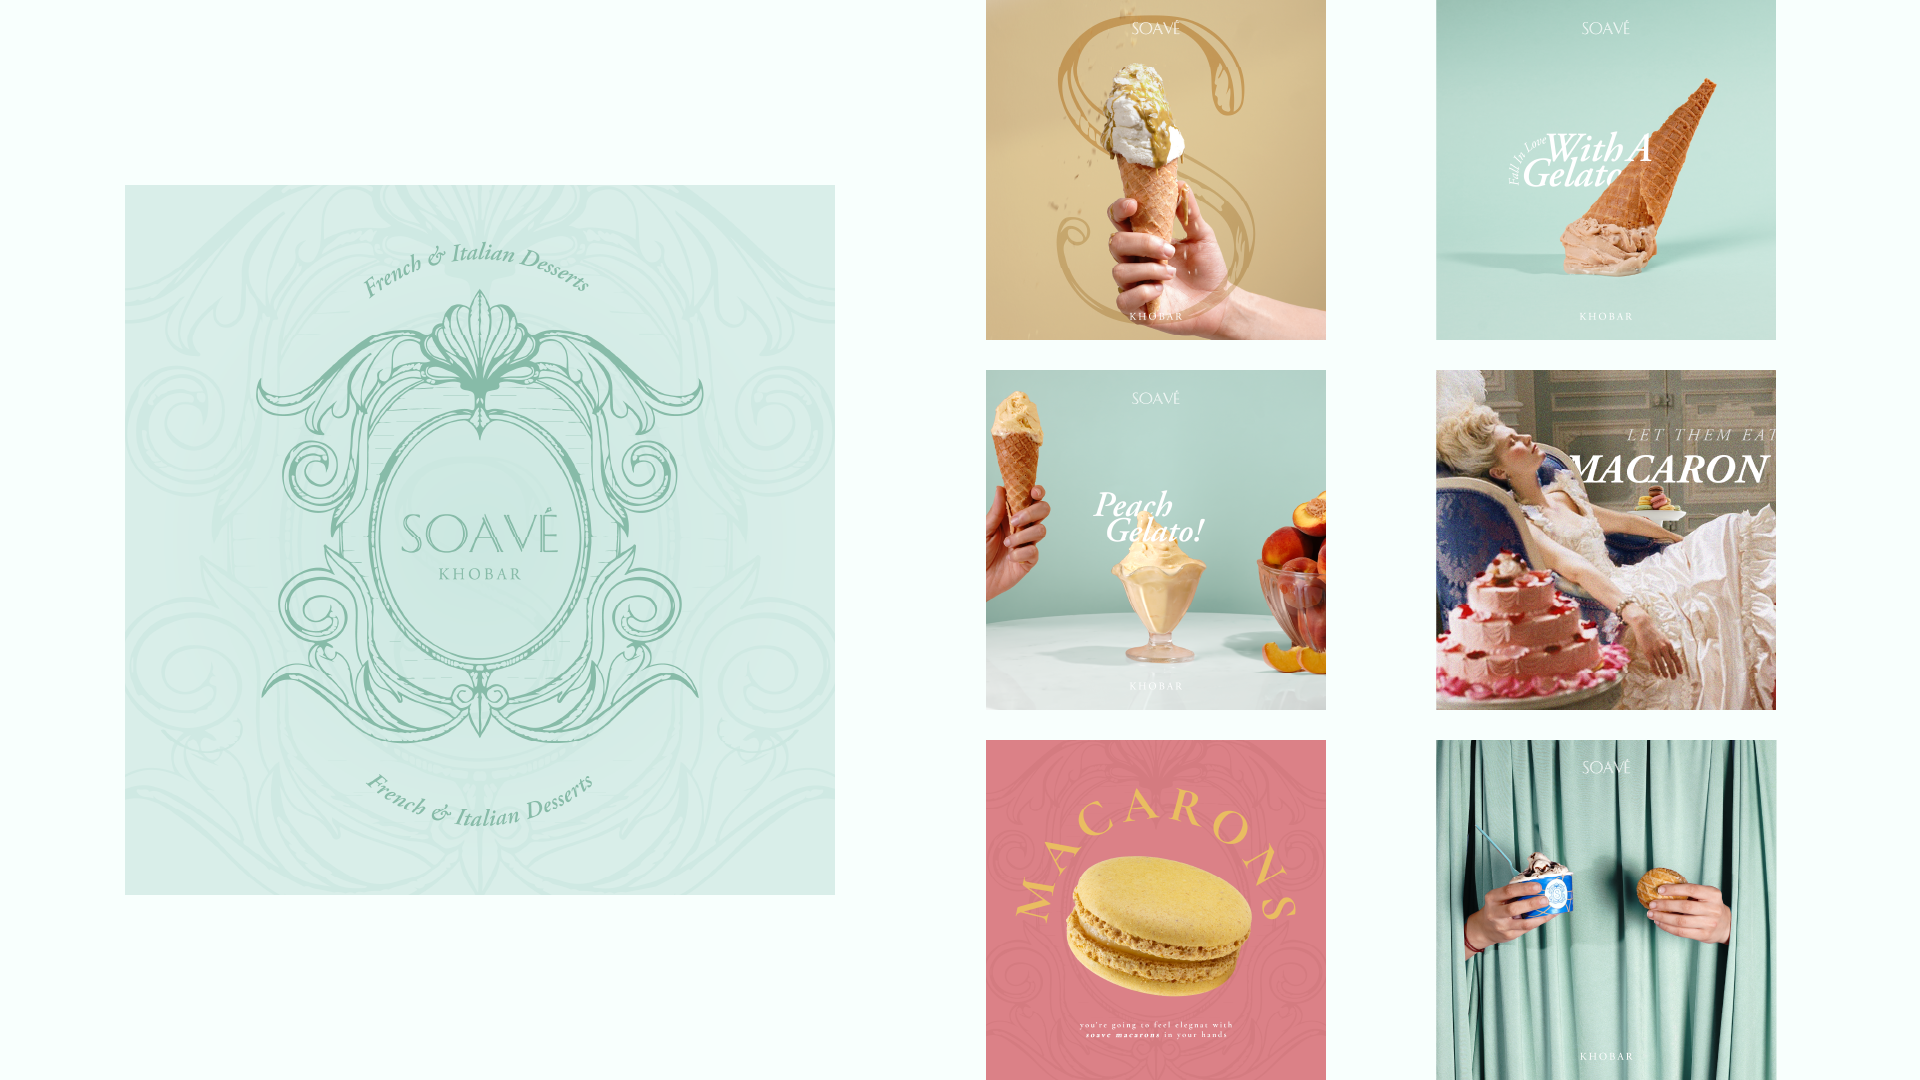 French & Italian Desserts
SOAVÉ
KHOBAR
French & Italian Desserts
SOAVÉ
KHOBAR
SOAVÉ
Fall In Love
With A
Gelato
KHOBAR
SOAVÉ
Peach
Gelato!
KHOBAR
LET THEM EAT
MACARON
MACARONS
you're going to feel elegnat with
soave macarons in your hands
SOAVÉ
KHOBAR